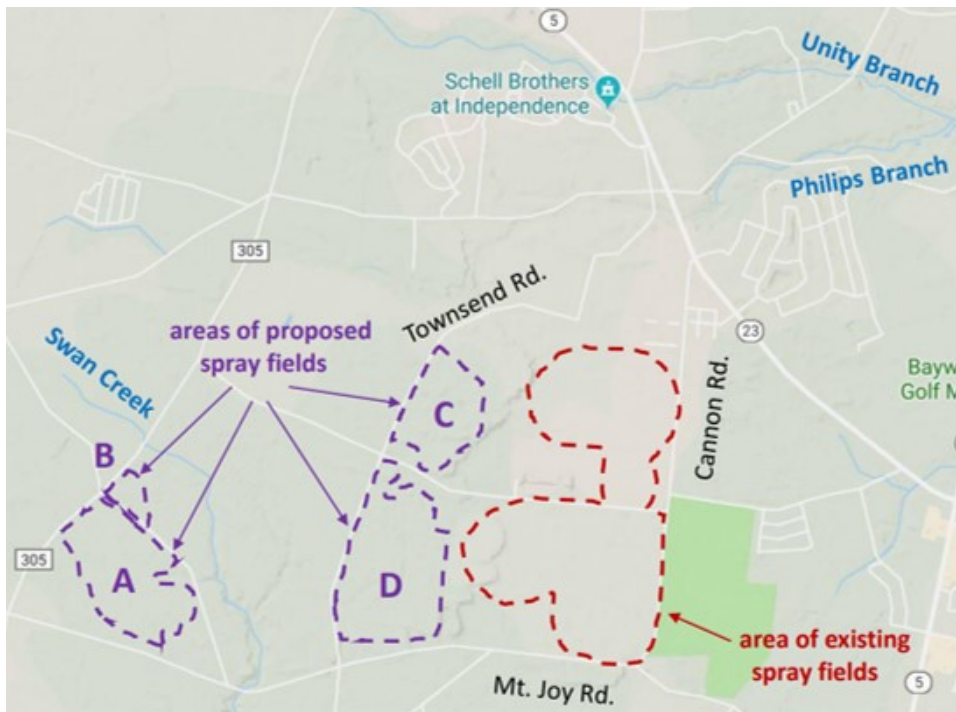 5
Unity Branch
Schell Brothers
at Independence
Philips Branch
305
Townsend Rd.
areas of proposed
spray fields
23
Swan Creek
Cannon Rd.
Golf M
C
B
305
A
D
area of existing
spray fields
Mt. Joy Rd.
5